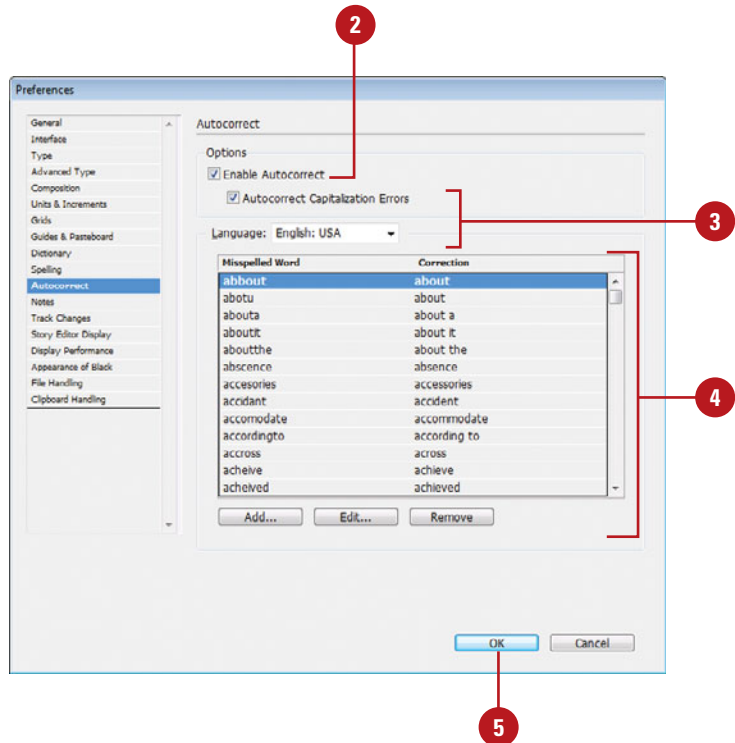 2
Preferences
General
Interface
Type
Advanced Type
Composition
Units & Increments
Grids
Guides & Pasteboard
Dictionary
Spelling
Autocorrect
Notes
Track Changes
Story Editor Display
Display Performance
Appearance of Black
File Handling
Clipboard Handling
Autocorrect
Options
Enable Autocorrect
Autocorrect Capitalization Errors
3
Language: English: USA
Misspelled Word Correction
abbout about
abotu about
abouta about a
aboutit about it
aboutthe about the
abscence absence
accesories accessories
accidant accident
accomodate accommodate
accordingto according to
accross across
acheive achieve
acheived achieved
4
Add... Edit... Remove
OK Cancel
5